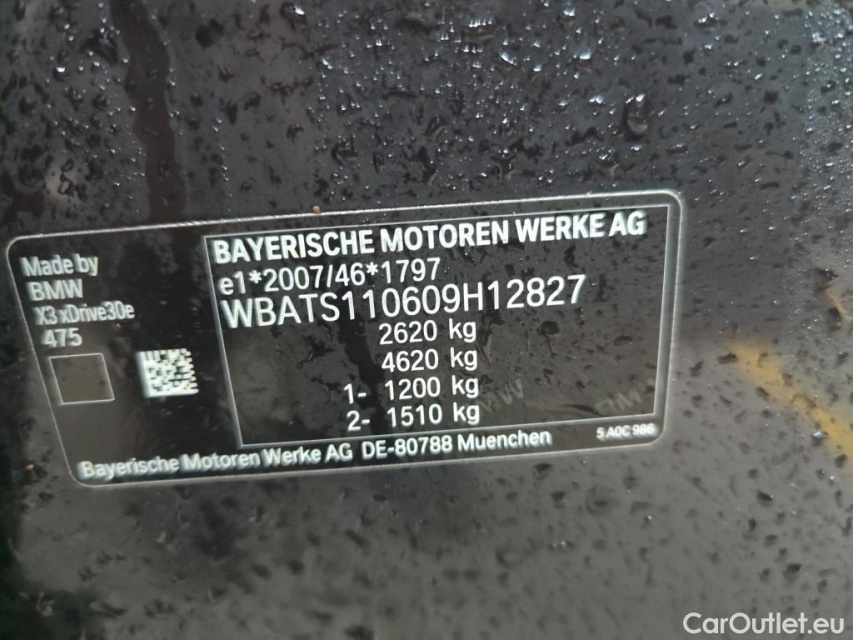 BAYERISCHE MOTOREN WERKE AG
e1*2007/46*1797
WBATS110609H12827
2620 kg
4620 kg
1- 1200 kg
2- 1510 kg
Made by
BMW
X3 xDrive30e
475
5 A0C 986
Bayerische Motoren Werke AG DE-80788 Muenchen
CarOutlet.eu